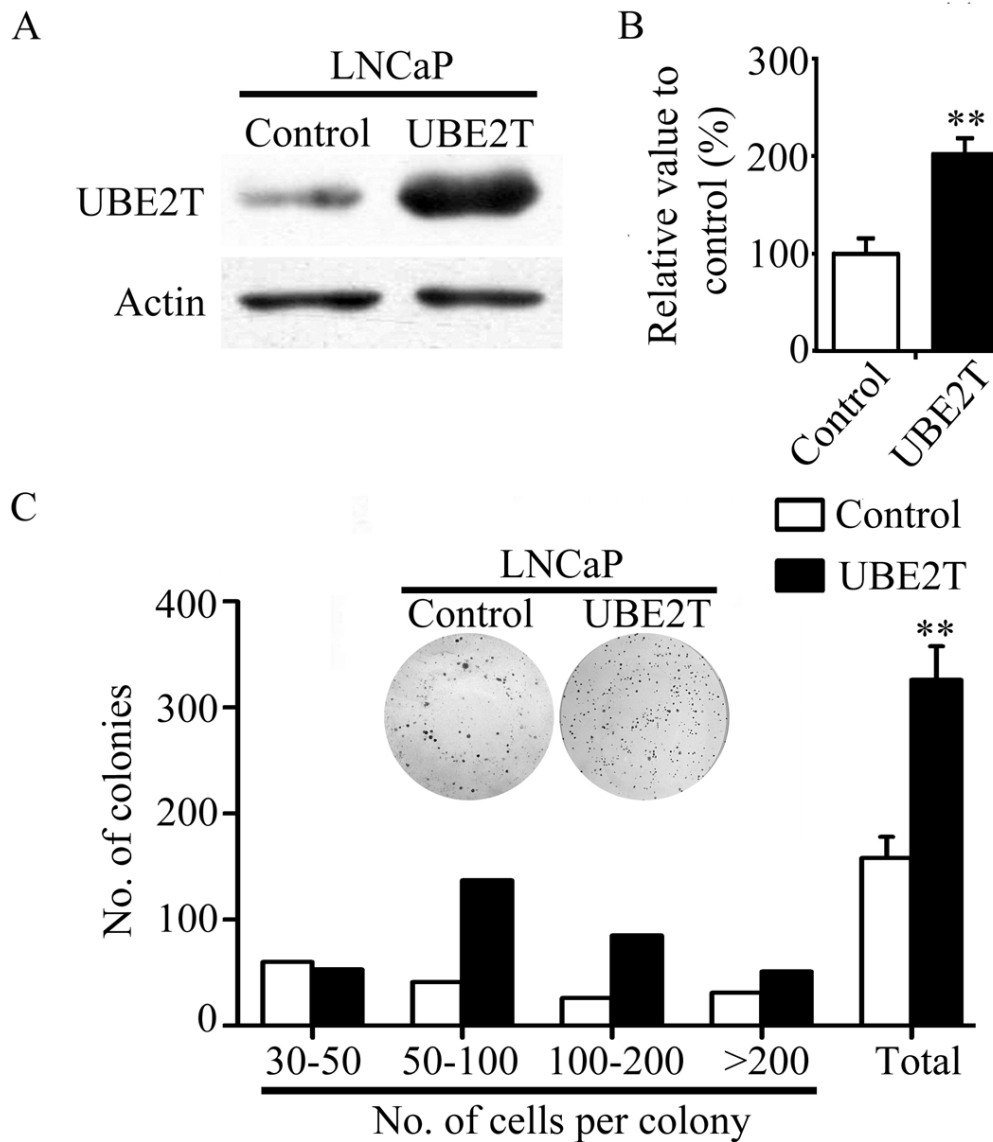 A
LNCaP
Control UBE2T
UBE2T
Actin
B
Relative value to
control (%)
300
200
100
0
**
Control
UBE2T
C
Control
UBE2T
LNCaP
Control UBE2T
No. of colonies
400
300
200
100
0
**
30-50 50-100 100-200 >200 Total
No. of cells per colony